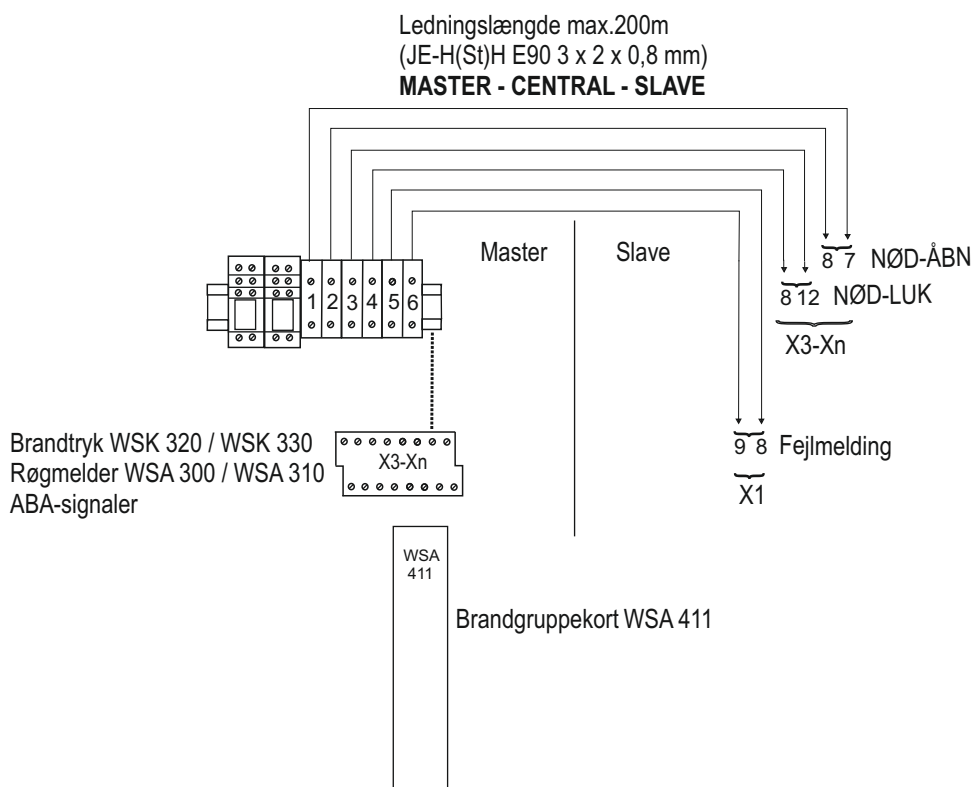 Ledningslængde max.200m
(JE-H(St)H E90 3 x 2 x 0,8 mm)
MASTER - CENTRAL - SLAVE
Master
Slave
8 7 NØD-ÅBN
8 12 NØD-LUK
X3-Xn
1 2 3 4 5 6
Brandtryk WSK 320 / WSK 330
Røgmelder WSA 300 / WSA 310
ABA-signaler
X3-Xn
9 8 Fejlmelding
X1
WSA
411
Brandgruppekort WSA 411